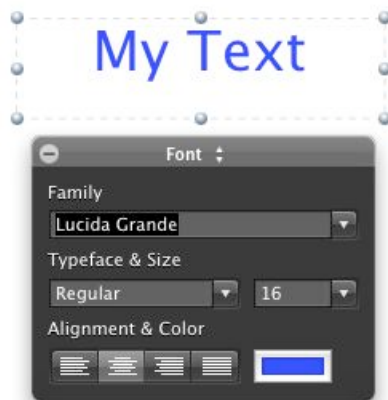 My Text
Font
Family
Lucida Grande
Typeface & Size
Regular 16
Alignment & Color